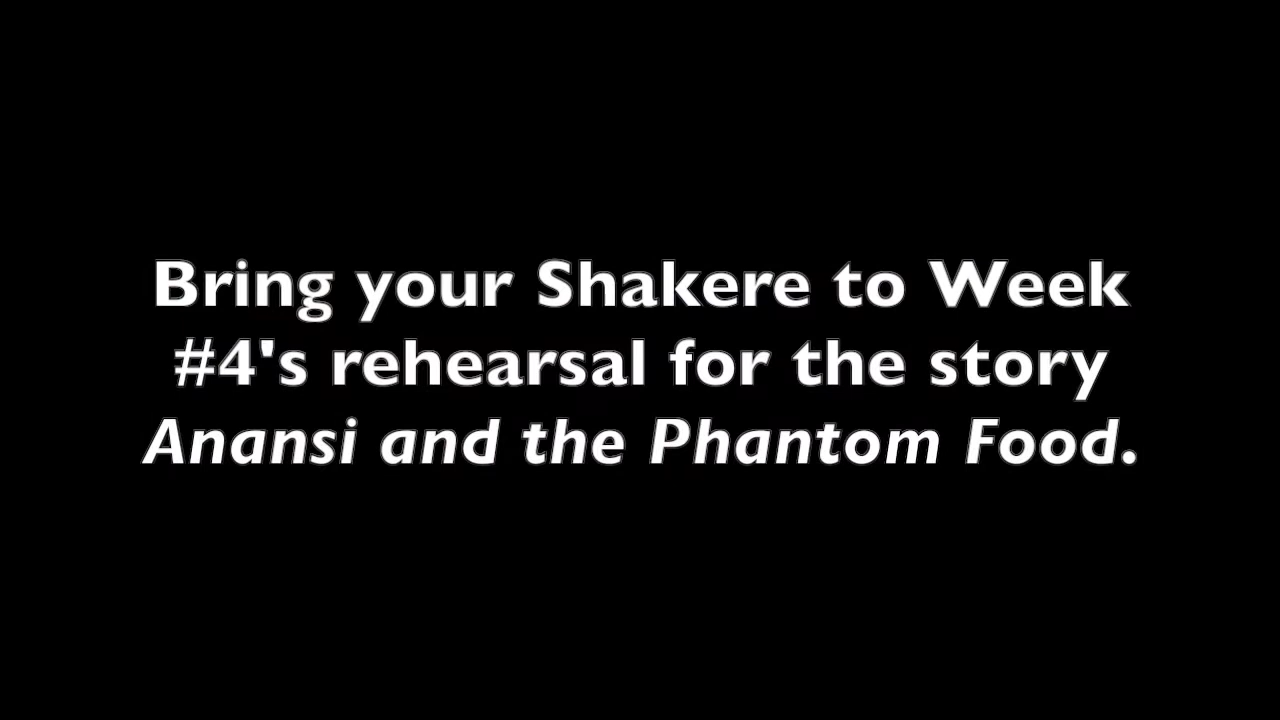 Bring your Shakere to Week
#4's rehearsal for the story
Anansi and the Phantom Food.